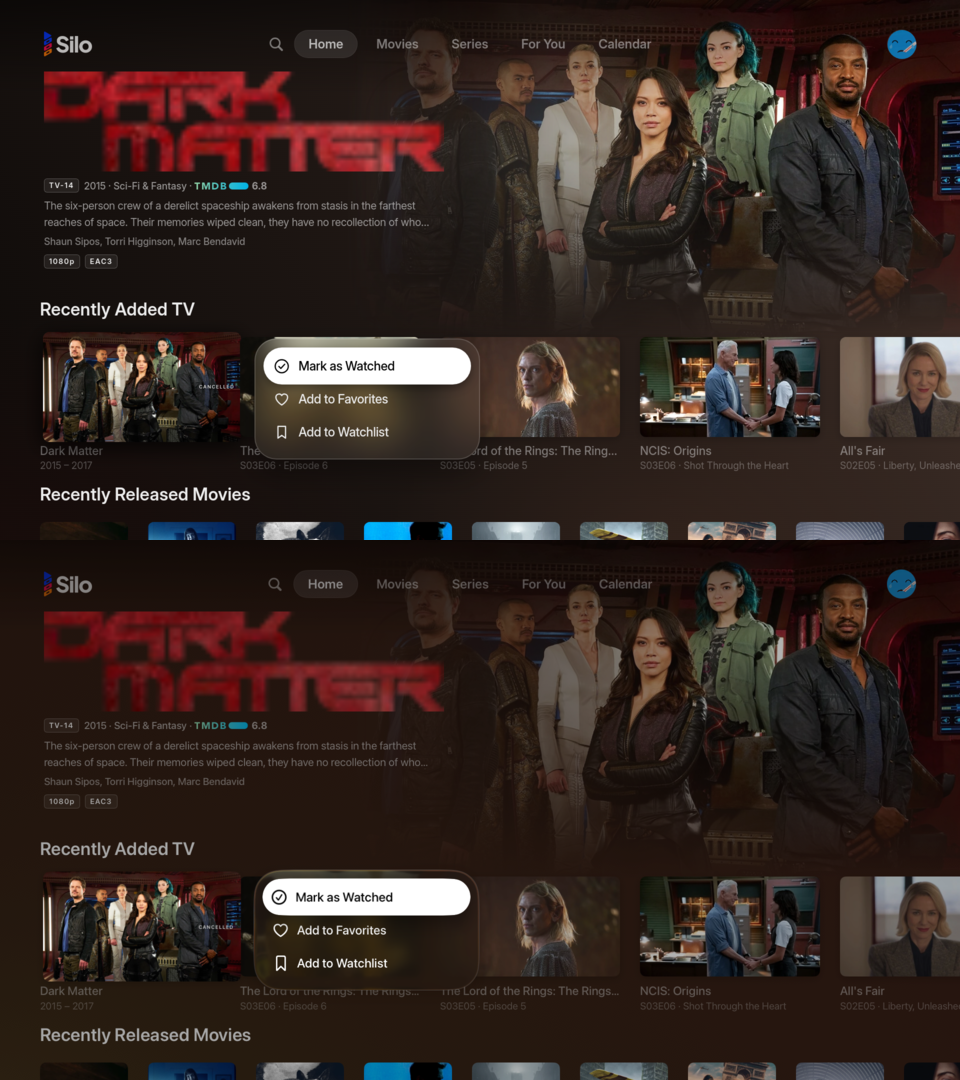 Silo
Home
Movies
Series
For You
Calendar
DARK
MATTER
TV-14 2015 · Sci-Fi & Fantasy · TMDB 6.8
The six-person crew of a derelict spaceship awakens from stasis in the farthest
reaches of space. Their memories wiped clean, they have no recollection of who...
Shaun Sipos, Torri Higginson, Marc Bendavid
1080p EAC3
Recently Added TV
CANCELLED
Mark as Watched
Add to Favorites
Add to Watchlist
Dark Matter
2015 – 2017
The
S03E06 · Episode 6
ord of the Rings: The Ring...
S03E05 · Episode 5
NCIS: Origins
S03E06 · Shot Through the Heart
All's Fair
S02E05 · Liberty, Unleashe
Recently Released Movies
Silo
Home
Movies
Series
For You
Calendar
DARK
MATTER
TV-14 2015 · Sci-Fi & Fantasy · TMDB 6.8
The six-person crew of a derelict spaceship awakens from stasis in the farthest
reaches of space. Their memories wiped clean, they have no recollection of who...
Shaun Sipos, Torri Higginson, Marc Bendavid
1080p EAC3
Recently Added TV
CANCELLED
Mark as Watched
Add to Favorites
Add to Watchlist
Dark Matter
2015 – 2017
The Lord of the Rings: The Rings...
S03E06 · Episode 6
The Lord of the Rings: The Rings...
S03E05 · Episode 5
NCIS: Origins
S03E06 · Shot Through the Heart
All's Fair
S02E05 · Liberty, Unleashe
Recently Released Movies